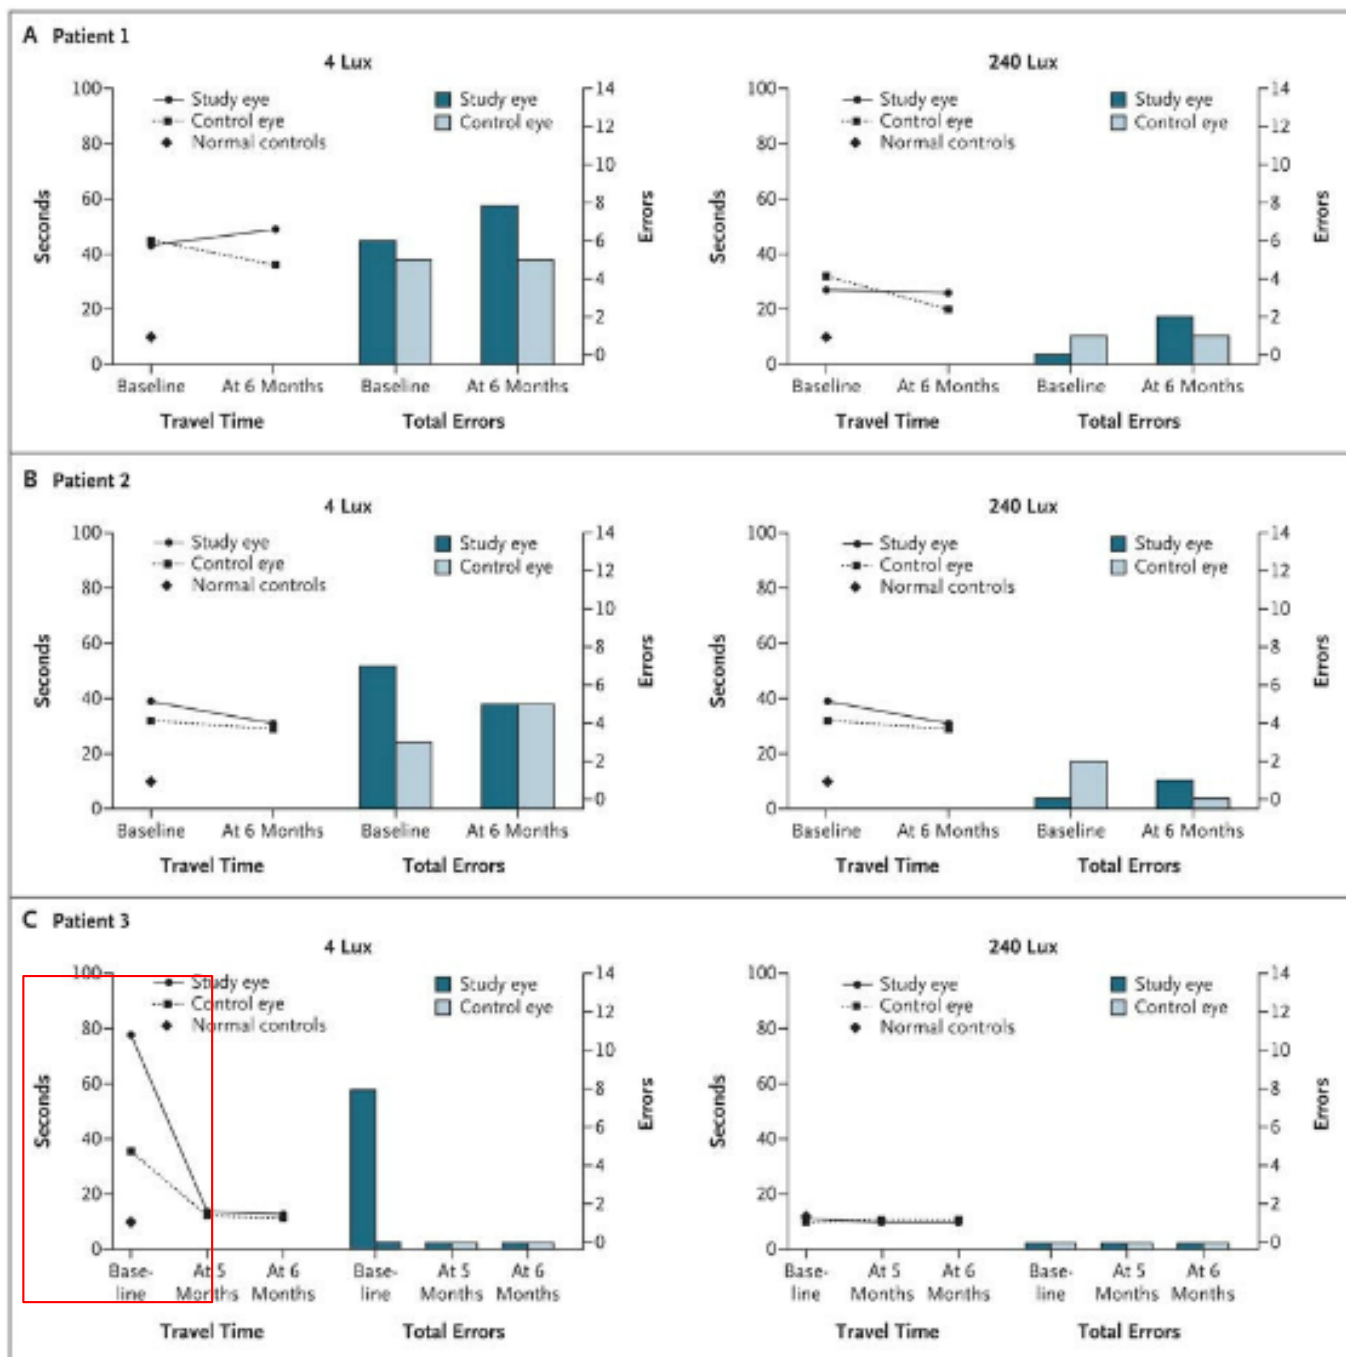 A Patient 1
4 Lux
100
80
60
40
20
0
Seconds
Study eye
Control eye
Normal controls
Study eye
Control eye
14
12
10
8
6
4
2
0
Errors
Baseline At 6 Months
Travel Time
Baseline At 6 Months
Total Errors
240 Lux
100
80
60
40
20
0
Seconds
Study eye
Control eye
Normal controls
Study eye
Control eye
14
12
10
8
6
4
2
0
Errors
Baseline At 6 Months
Travel Time
Baseline At 6 Months
Total Errors
B Patient 2
4 Lux
100
80
60
40
20
0
Seconds
Study eye
Control eye
Normal controls
Study eye
Control eye
14
12
10
8
6
4
2
0
Errors
Baseline At 6 Months
Travel Time
Baseline At 6 Months
Total Errors
240 Lux
100
80
60
40
20
0
Seconds
Study eye
Control eye
Normal controls
Study eye
Control eye
14
12
10
8
6
4
2
0
Errors
Baseline At 6 Months
Travel Time
Baseline At 6 Months
Total Errors
C Patient 3
4 Lux
100
80
60
40
20
0
Seconds
Study eye
Control eye
Normal controls
Study eye
Control eye
14
12
10
8
6
4
2
0
Errors
Base- At 5 At 6
line Months Months
Travel Time
Base- At 5 At 6
line Months Months
Total Errors
240 Lux
100
80
60
40
20
0
Seconds
Study eye
Control eye
Normal controls
Study eye
Control eye
14
12
10
8
6
4
2
0
Errors
Base- At 5 At 6
line Months Months
Travel Time
Base- At 5 At 6
line Months Months
Total Errors